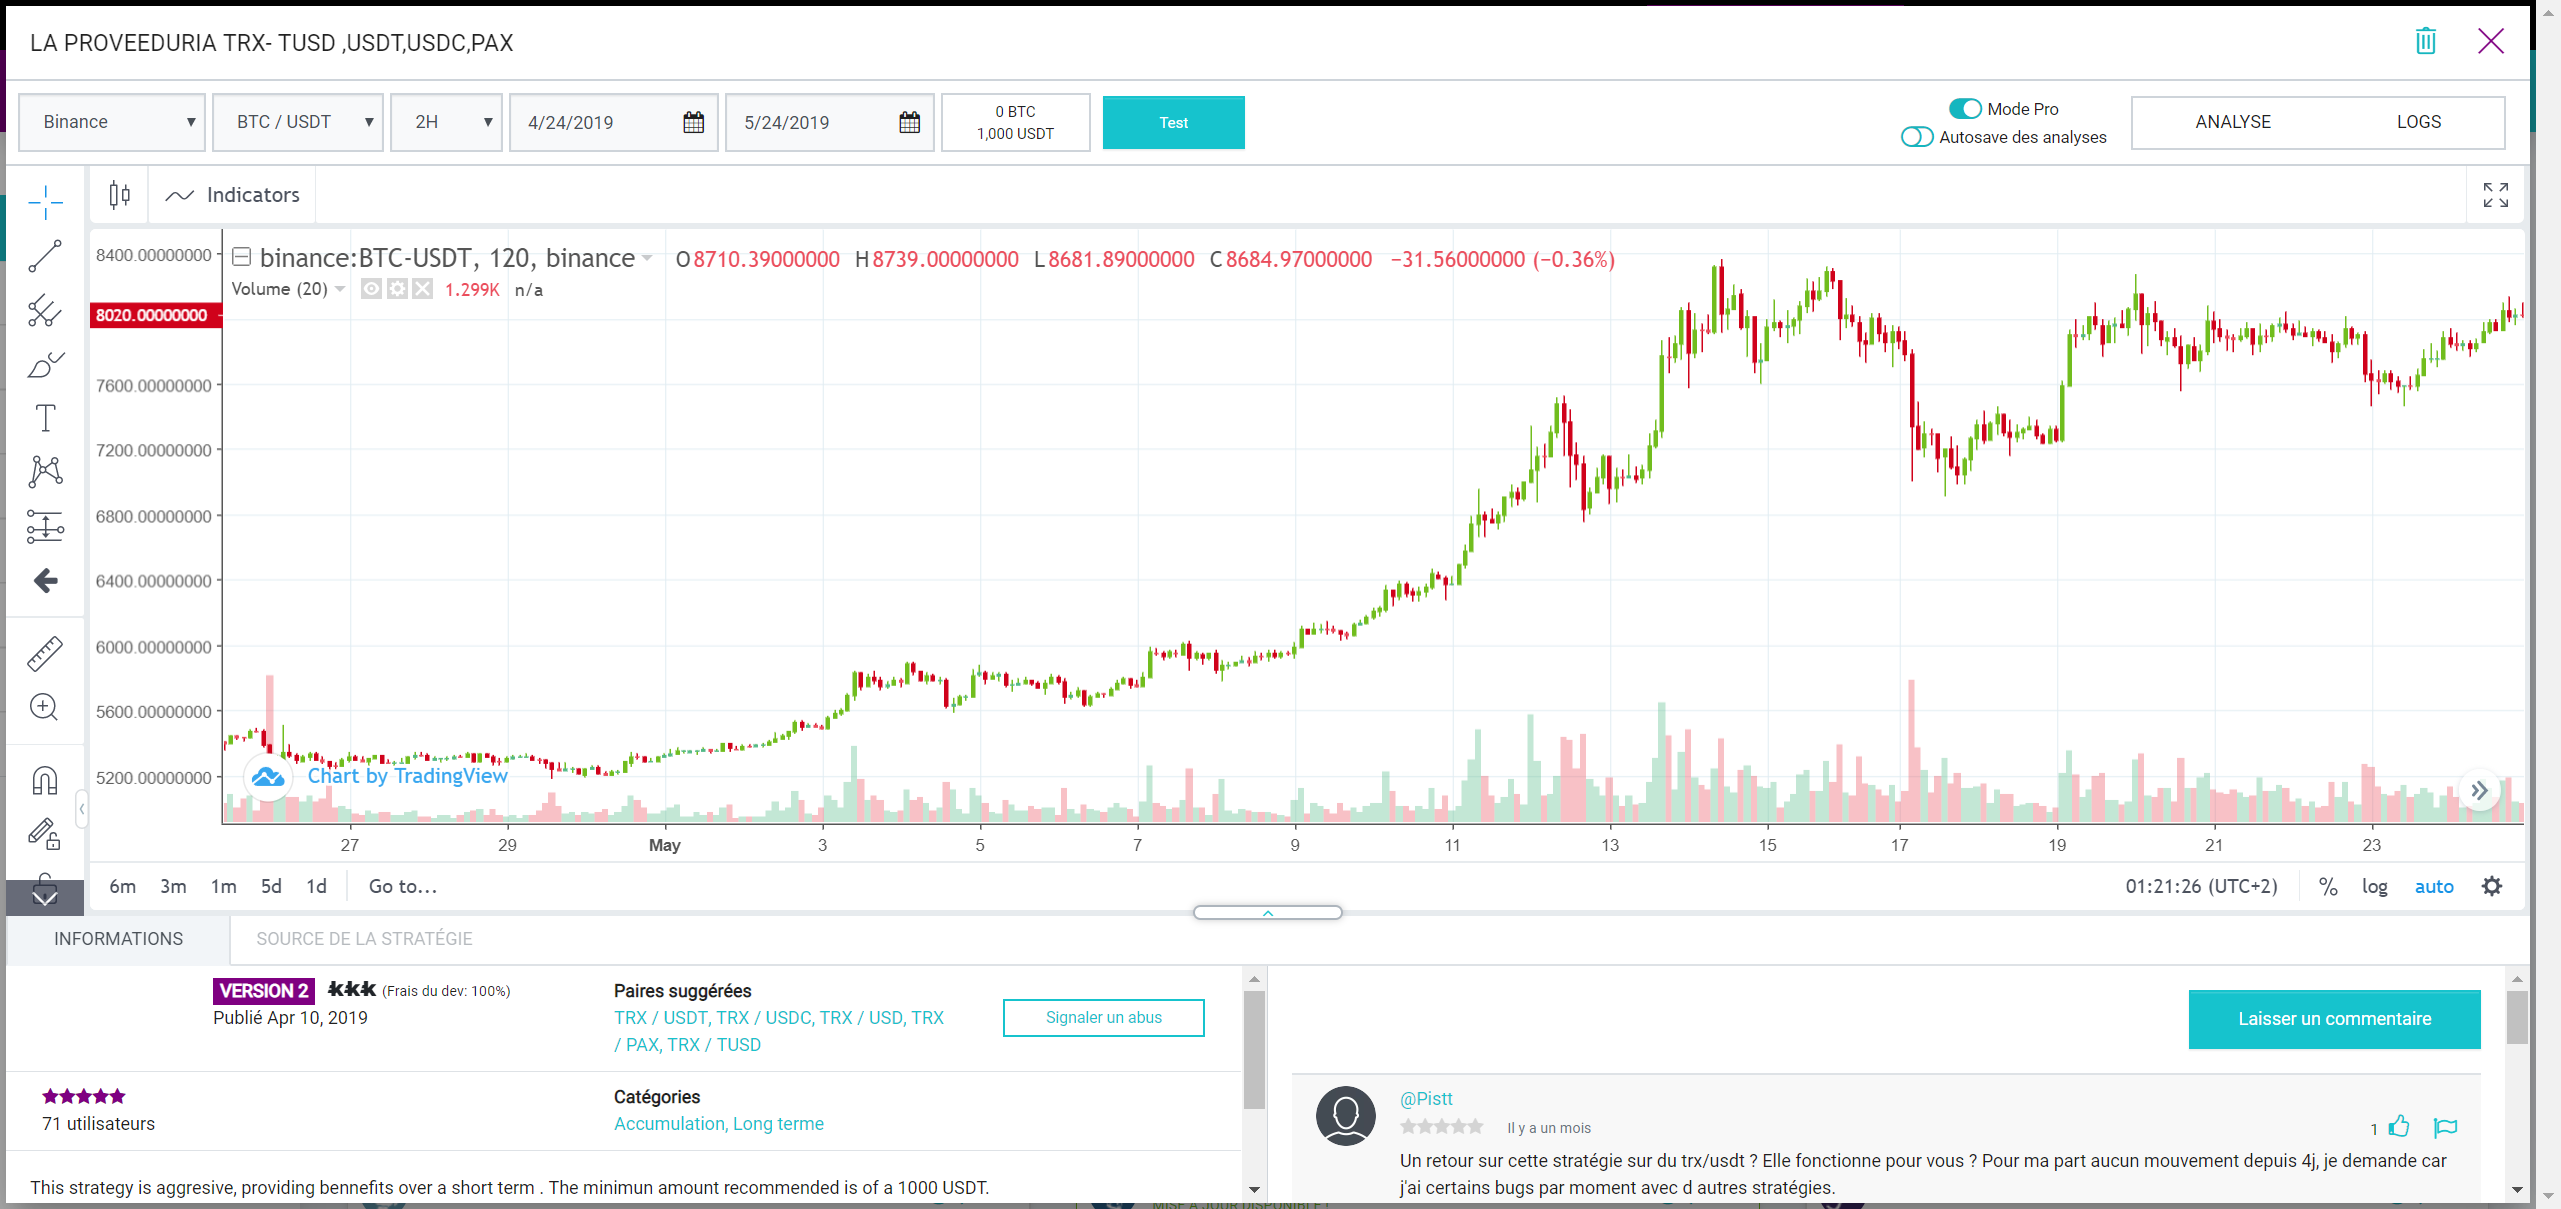 LA PROVEEDURIA TRX- TUSD ,USDT,USDC,PAX
Binance
BTC / USDT
2H
4/24/2019
5/24/2019
0 BTC
1,000 USDT
Test
Mode Pro
Autosave des analyses
ANALYSE
LOGS
Indicators
binance:BTC-USDT, 120, binance O8710.39000000 H8739.00000000 L8681.89000000 C8684.97000000 −31.56000000 (−0.36%)
Volume (20) 1.299K n/a
8400.00000000
8020.00000000
7600.00000000
7200.00000000
6800.00000000
6400.00000000
6000.00000000
5600.00000000
5200.00000000
Chart by TradingView
27 29 May 3 5 7 9 11 13 15 17 19 21 23
6m 3m 1m 5d 1d Go to...
01:21:26 (UTC+2) % log auto
INFORMATIONS
SOURCE DE LA STRATÉGIE
VERSION 2 kkk (Frais du dev: 100%)
Publié Apr 10, 2019
Paires suggérées
TRX / USDT, TRX / USDC, TRX / USD, TRX
/ PAX, TRX / TUSD
Signaler un abus
71 utilisateurs
Catégories
Accumulation, Long terme
This strategy is aggresive, providing bennefits over a short term . The minimun amount recommended is of a 1000 USDT.
Laisser un commentaire
@Pistt
Il y a un mois
1
Un retour sur cette stratégie sur du trx/usdt ? Elle fonctionne pour vous ? Pour ma part aucun mouvement depuis 4j, je demande car
j'ai certains bugs par moment avec d autres stratégies.
MISE À JOUR DISPONIBLE !